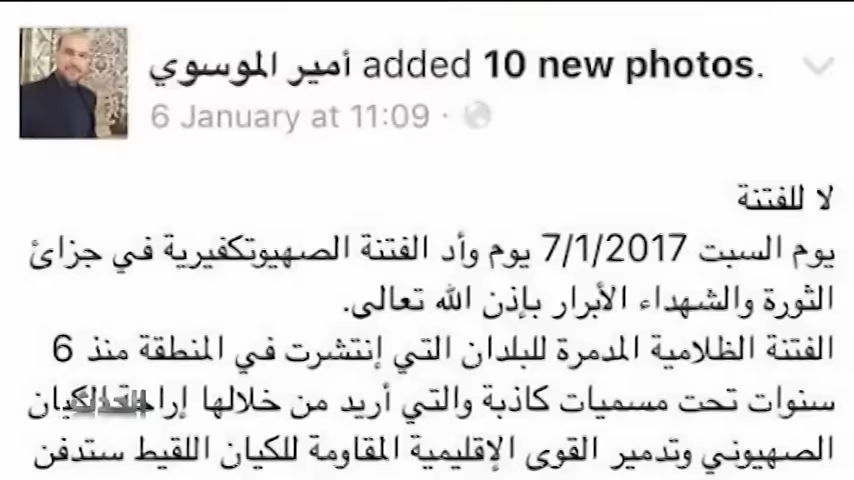 أمير الموسوي added 10 new photos.
6 January at 11:09 ·
لا للفتنة
يوم السبت 7/1/2017 يوم وأد الفتنة الصهيوتكفيرية في جزائ
الثورة والشهداء الأبرار بإذن الله تعالى.
الفتنة الظلامية المدمرة للبلدان التي إنتشرت في المنطقة منذ 6
سنوات تحت مسميات كاذبة والتي أريد من خلالها إراحة الكيان
الصهيوني وتدمير القوى الإقليمية المقاومة للكيان اللقيط ستدفن
الحدث